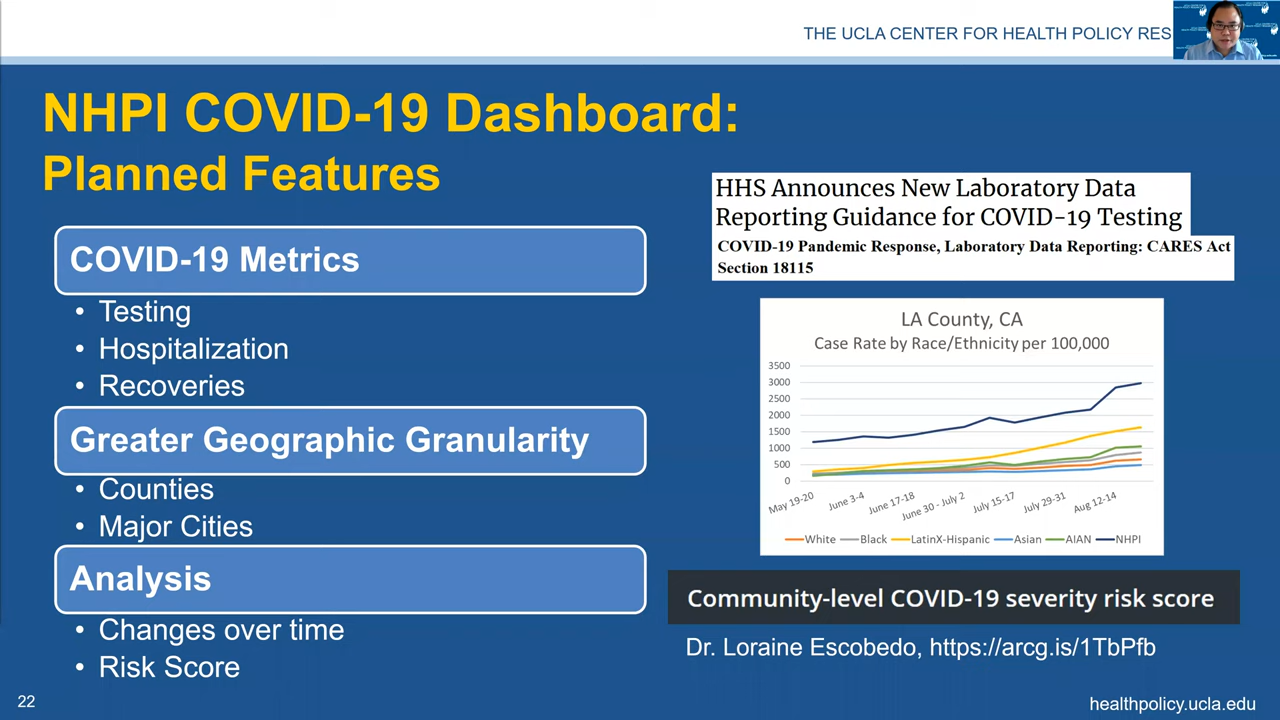 THE UCLA CENTER FOR HEALTH POLICY RES
NHPI COVID-19 Dashboard:
Planned Features
COVID-19 Metrics
• Testing
• Hospitalization
• Recoveries
Greater Geographic Granularity
• Counties
• Major Cities
Analysis
• Changes over time
• Risk Score
HHS Announces New Laboratory Data
Reporting Guidance for COVID-19 Testing
COVID-19 Pandemic Response, Laboratory Data Reporting: CARES Act
Section 18115
LA County, CA
Case Rate by Race/Ethnicity per 100,000
3500
3000
2500
2000
1500
1000
500
0
May 19-20 June 3-4 June 17-18 June 30 - July 2 July 15-17 July 29-31 Aug 12-14
White Black LatinX-Hispanic Asian AIAN NHPI
Community-level COVID-19 severity risk score
Dr. Loraine Escobedo, https://arcg.is/1TbPfb
22
healthpolicy.ucla.edu